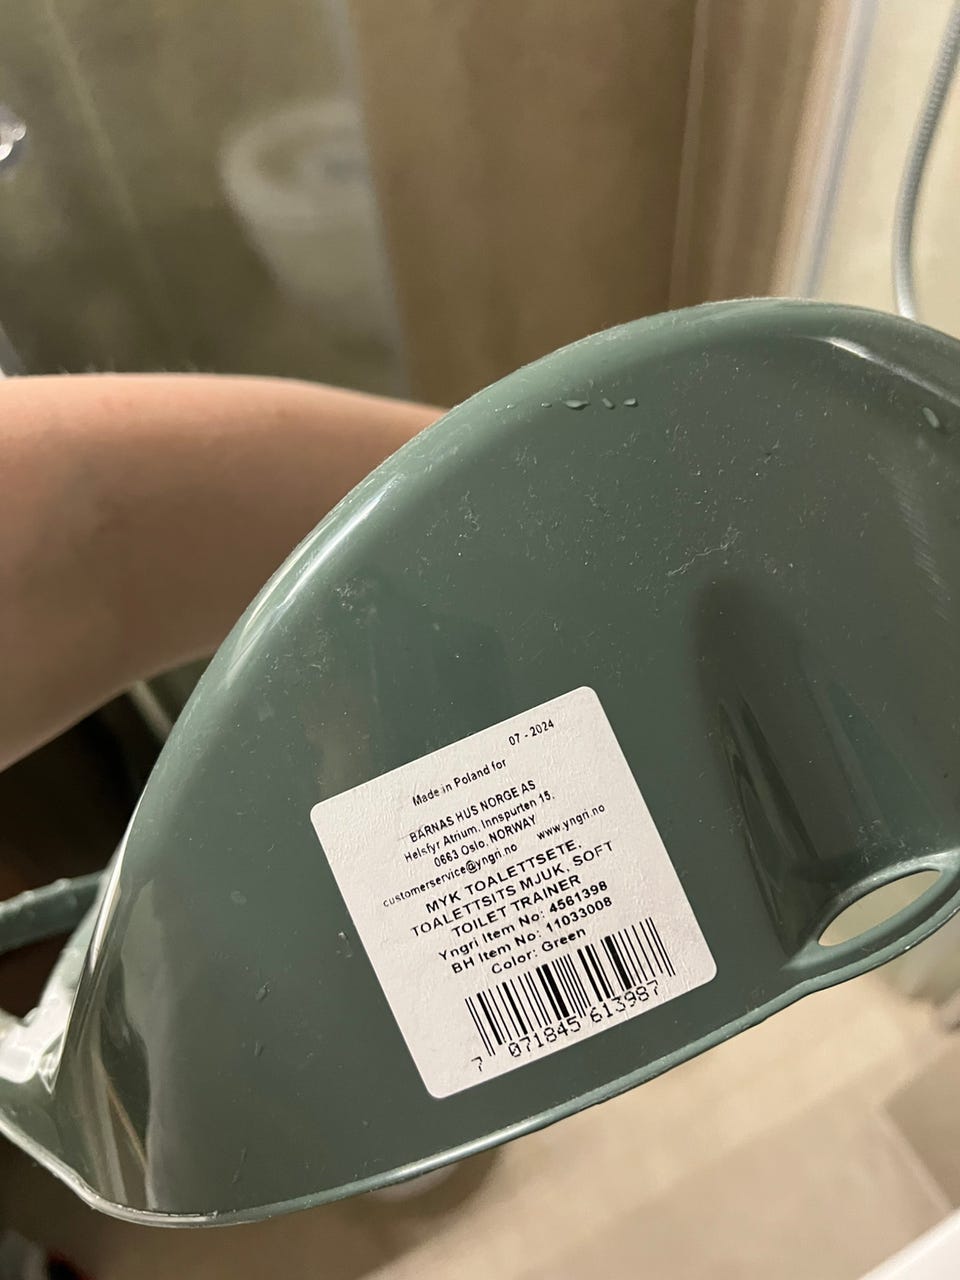 07 - 2024
Made in Poland for
BARNAS HUS NORGE AS
Helsfyr Atrium, Innspurten 15,
0663 Oslo, NORWAY
customerservice@yngri.no www.yngri.no
MYK TOALETTSETE,
TOALETTSITS MJUK, SOFT
TOILET TRAINER
Yngri Item No: 4561398
BH Item No: 11033008
Color: Green
7 071845 613987